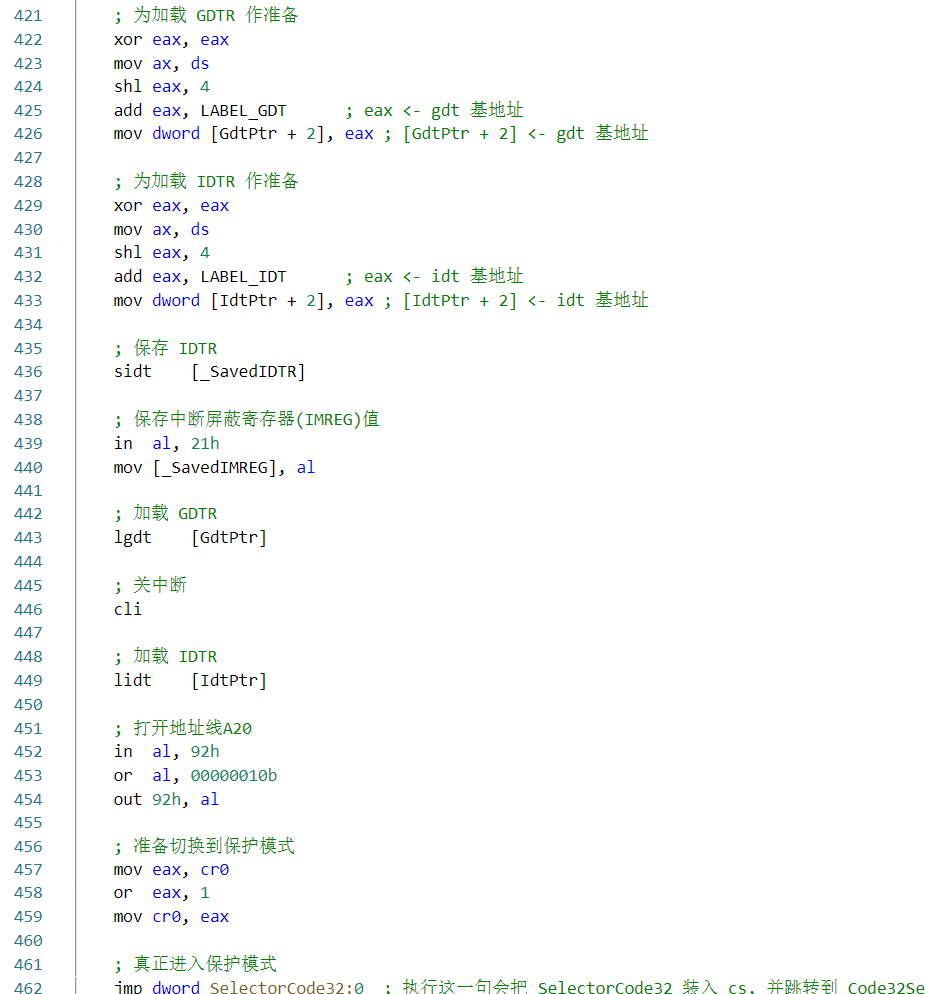 421 ; 为加载 GDTR 作准备
422 xor eax, eax
423 mov ax, ds
424 shl eax, 4
425 add eax, LABEL_GDT ; eax <- gdt 基地址
426 mov dword [GdtPtr + 2], eax ; [GdtPtr + 2] <- gdt 基地址
427
428 ; 为加载 IDTR 作准备
429 xor eax, eax
430 mov ax, ds
431 shl eax, 4
432 add eax, LABEL_IDT ; eax <- idt 基地址
433 mov dword [IdtPtr + 2], eax ; [IdtPtr + 2] <- idt 基地址
434
435 ; 保存 IDTR
436 sidt [_SavedIDTR]
437
438 ; 保存中断屏蔽寄存器(IMREG)值
439 in al, 21h
440 mov [_SavedIMREG], al
441
442 ; 加载 GDTR
443 lgdt [GdtPtr]
444
445 ; 关中断
446 cli
447
448 ; 加载 IDTR
449 lidt [IdtPtr]
450
451 ; 打开地址线A20
452 in al, 92h
453 or al, 00000010b
454 out 92h, al
455
456 ; 准备切换到保护模式
457 mov eax, cr0
458 or eax, 1
459 mov cr0, eax
460
461 ; 真正进入保护模式
462 jmp dword SelectorCode32:0 ; 执行这一句会把 SelectorCode32 装入 cs, 并跳转到 Code32Se